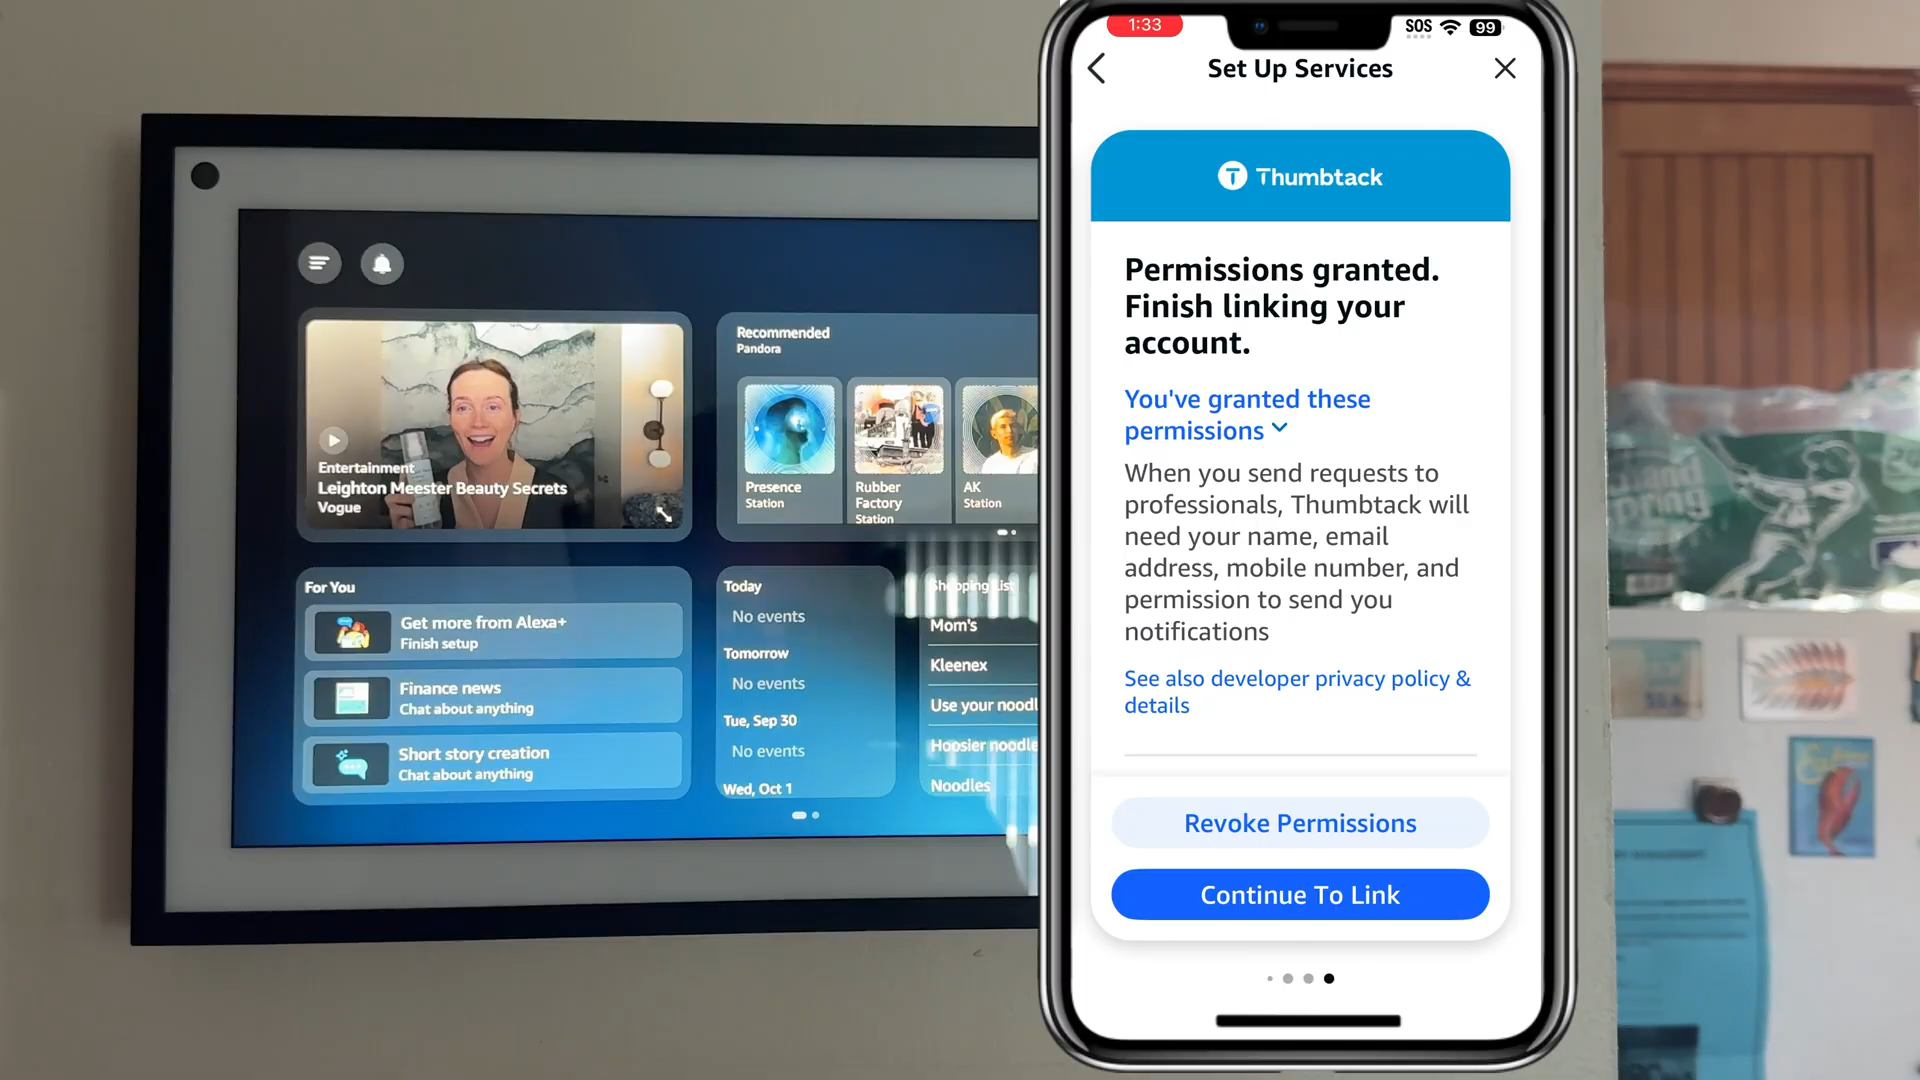 Recommended
Pandora
Entertainment
Leighton Meester Beauty Secrets
Vogue
Presence
Station
Rubber
Factory
Station
AK
Station
For You
Get more from Alexa+
Finish setup
Finance news
Chat about anything
Short story creation
Chat about anything
Today
No events
Tomorrow
No events
Tue, Sep 30
No events
Wed, Oct 1
Shopping List
Mom's
Kleenex
Use your noodl
Hoosier noodle
Noodles
1:33
SOS
99
Set Up Services
Thumbtack
Permissions granted.
Finish linking your
account.
You've granted these
permissions
When you send requests to
professionals, Thumbtack will
need your name, email
address, mobile number, and
permission to send you
notifications
See also developer privacy policy &
details
Revoke Permissions
Continue To Link